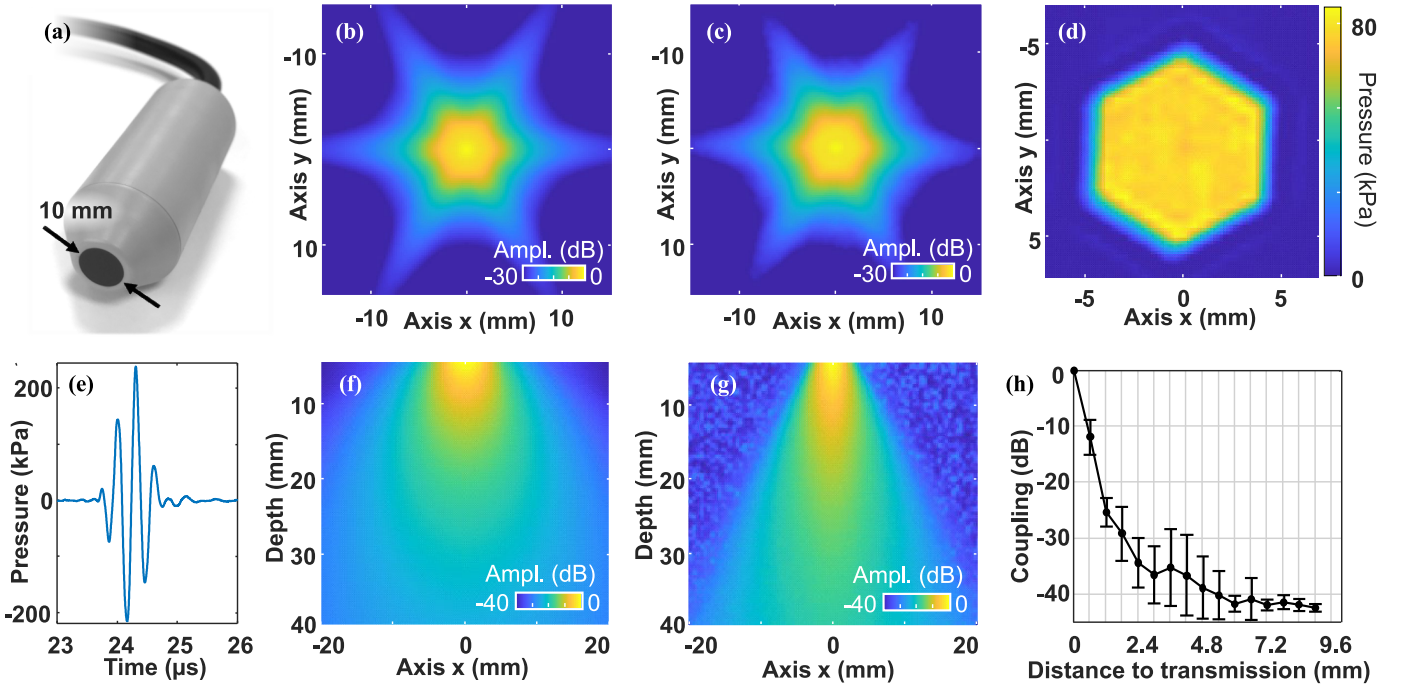 (a)
10 mm
(b)
-10
10
Axis y (mm)
-10
10
Axis x (mm)
Ampl. (dB)
-30
0
(c)
-10
10
Axis y (mm)
-10
10
Axis x (mm)
Ampl. (dB)
-30
0
(d)
-5
5
Axis y (mm)
-5
0
5
Axis x (mm)
80
0
Pressure (kPa)
(e)
200
0
-200
Pressure (kPa)
23
24
25
26
Time (µs)
(f)
10
20
30
40
Depth (mm)
-20
0
20
Axis x (mm)
Ampl. (dB)
-40
0
(g)
10
20
30
40
Depth (mm)
-20
0
20
Axis x (mm)
Ampl. (dB)
-40
0
(h)
0
-10
-20
-30
-40
Coupling (dB)
0
2.4
4.8
7.2
9.6
Distance to transmission (mm)